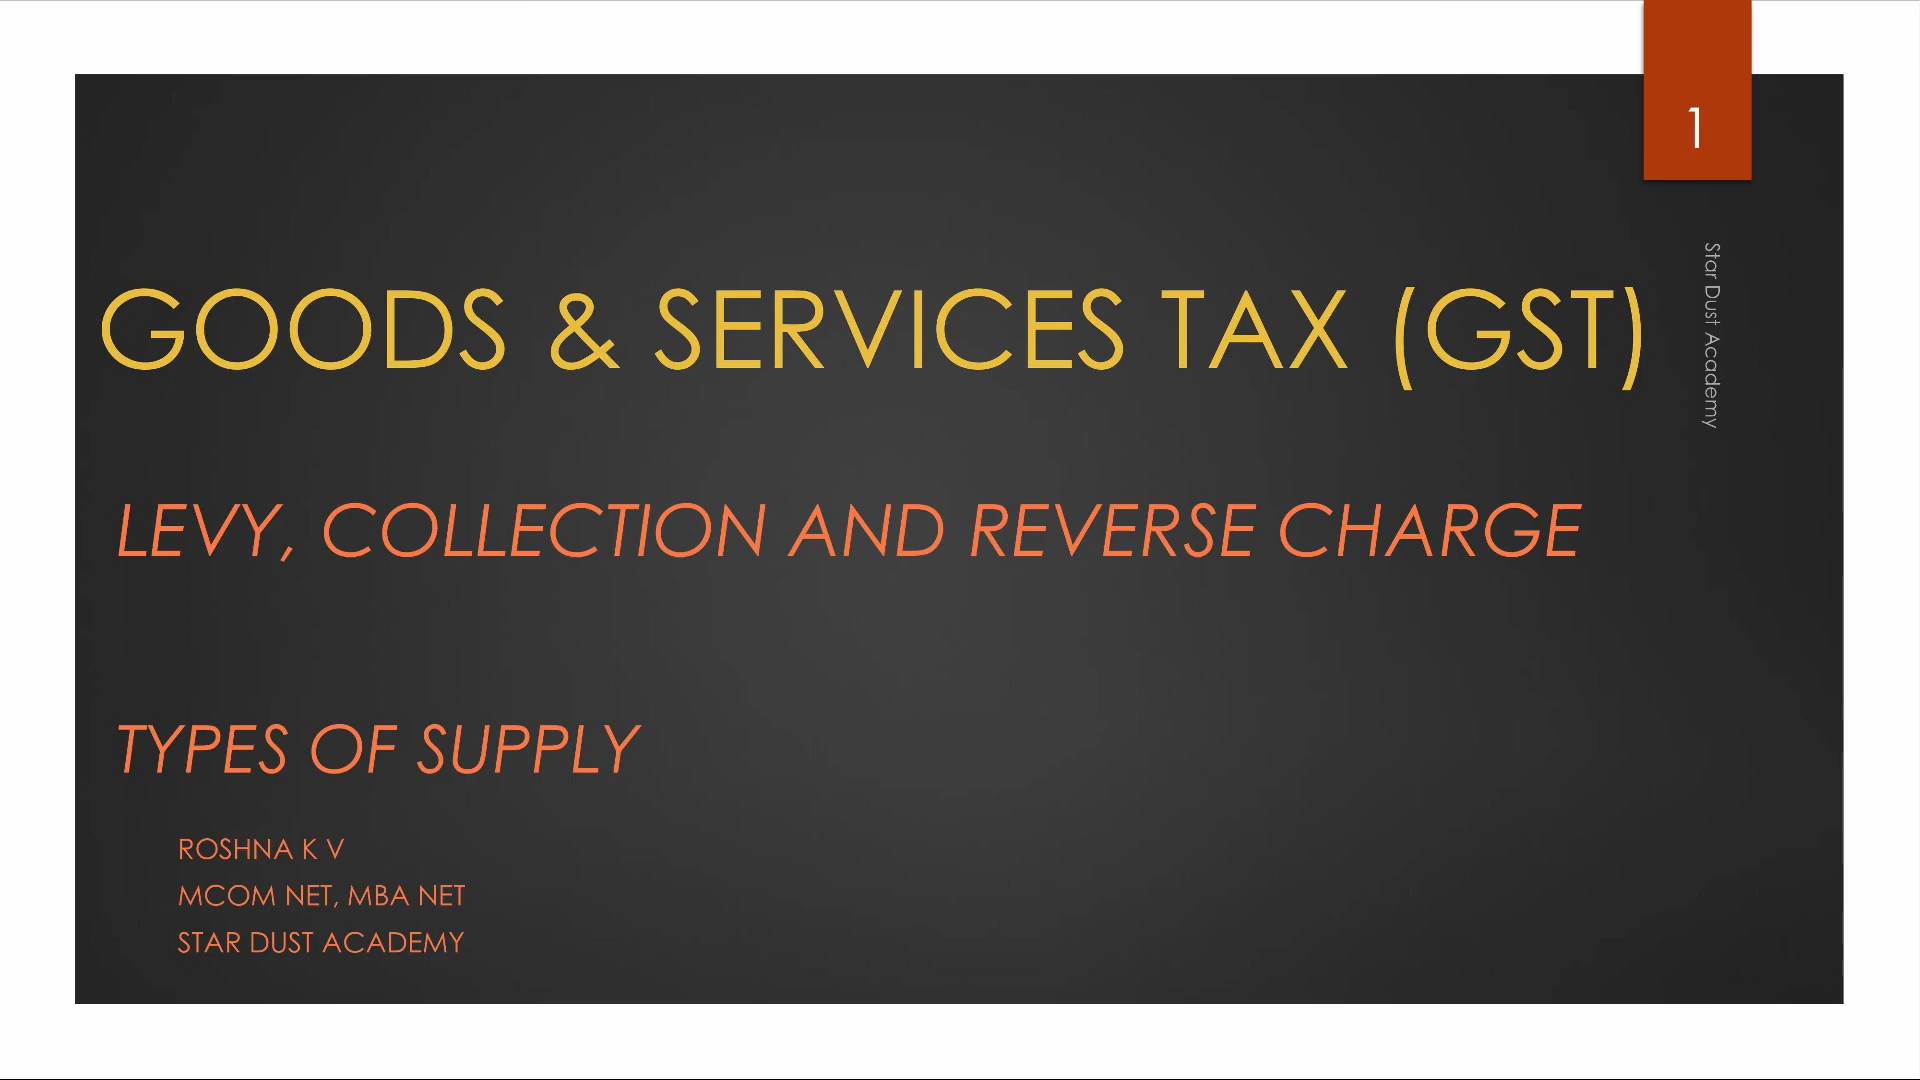 1
GOODS & SERVICES TAX (GST)
Star Dust Academy
LEVY, COLLECTION AND REVERSE CHARGE
TYPES OF SUPPLY
ROSHNA K V
MCOM NET, MBA NET
STAR DUST ACADEMY